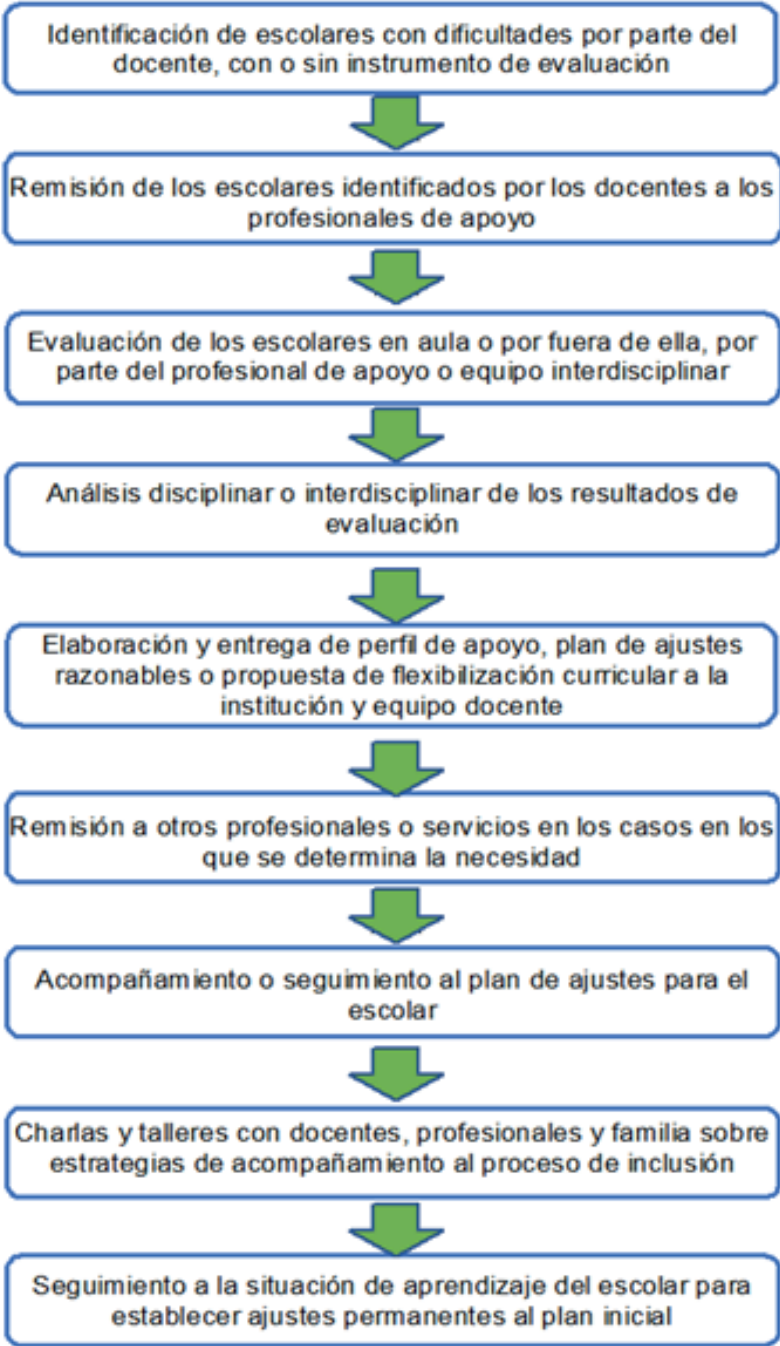 Identificación de escolares con dificultades por parte del
docente, con o sin instrumento de evaluación
Remisión de los escolares identificados por los docentes a los
profesionales de apoyo
Evaluación de los escolares en aula o por fuera de ella, por
parte del profesional de apoyo o equipo interdisciplinar
Análisis disciplinar o interdisciplinar de los resultados de
evaluación
Elaboración y entrega de perfil de apoyo, plan de ajustes
razonables o propuesta de flexibilización curricular a la
institución y equipo docente
Remisión a otros profesionales o servicios en los casos en los
que se determina la necesidad
Acompañamiento o seguimiento al plan de ajustes para el
escolar
Charlas y talleres con docentes, profesionales y familia sobre
estrategias de acompañamiento al proceso de inclusión
Seguimiento a la situación de aprendizaje del escolar para
establecer ajustes permanentes al plan inicial